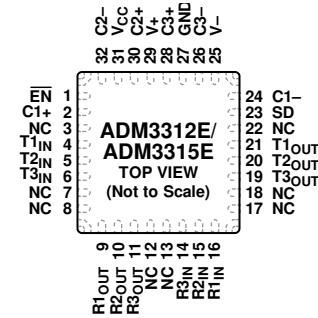 32 C2–
31 VCC
30 C2+
29 V+
28 C3+
27 GND
26 C3–
25 V–
EN 1
C1+ 2
NC 3
T1IN 4
T2IN 5
T3IN 6
NC 7
NC 8
ADM3312E/
ADM3315E
TOP VIEW
(Not to Scale)
24 C1–
23 SD
22 NC
21 T1OUT
20 T2OUT
19 T3OUT
18 NC
17 NC
R1OUT 9
R2OUT 10
R3OUT 11
NC 12
NC 13
R3IN 14
R2IN 15
R1IN 16